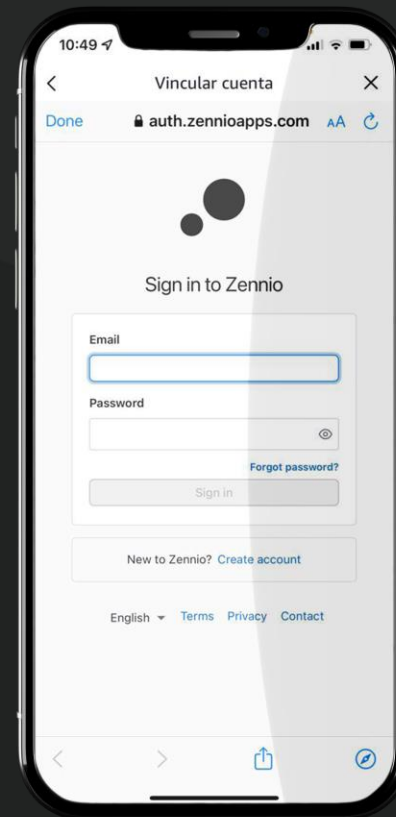 10:49
Vincular cuenta
Done auth.zennioapps.com AA
Sign in to Zennio
Email
Password
Forgot password?
Sign in
New to Zennio? Create account
English Terms Privacy Contact